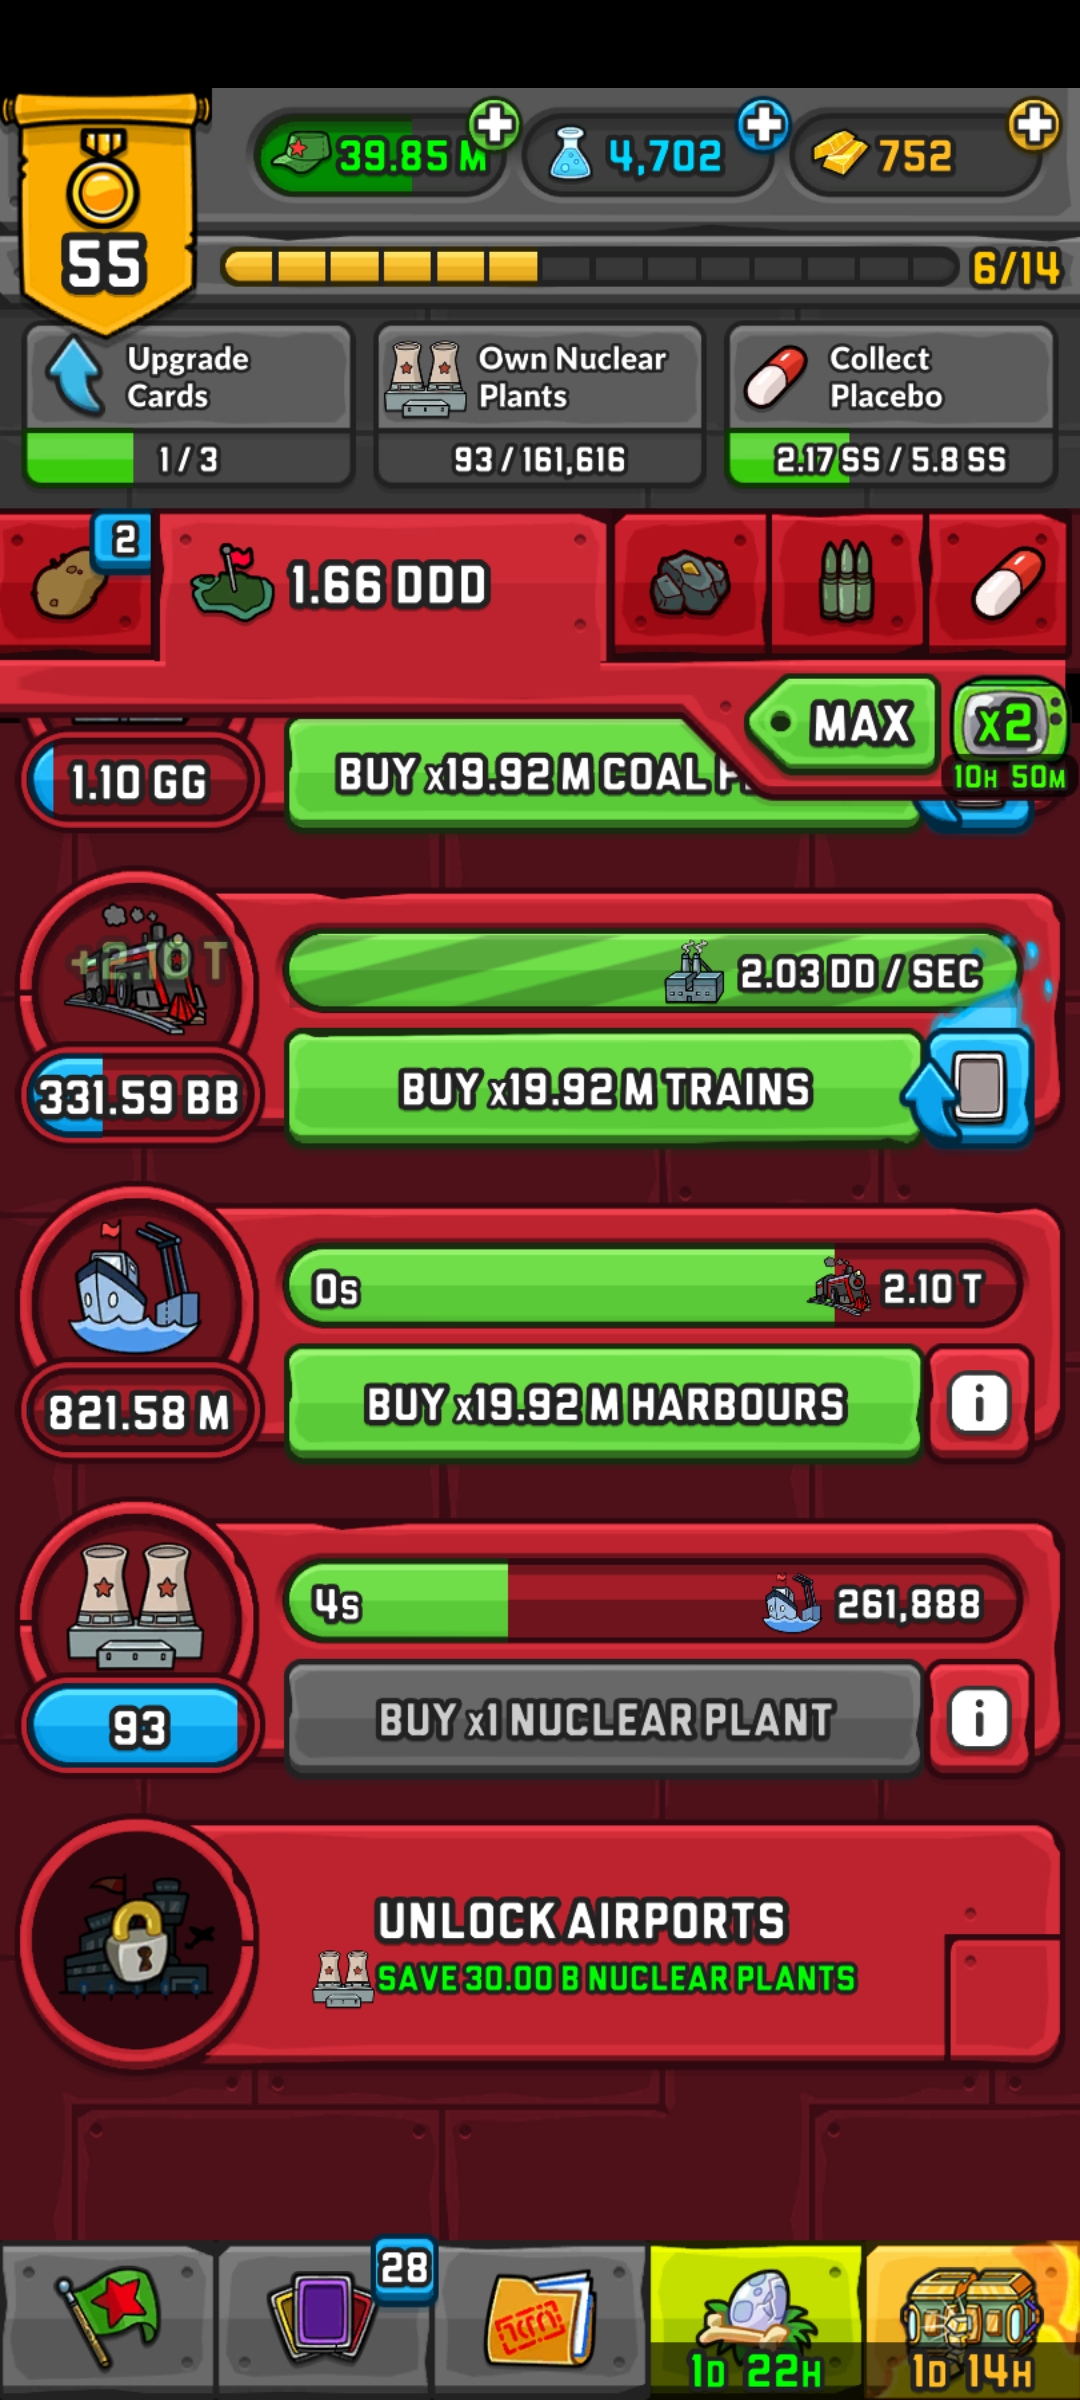 39.85 M
4,702
752
55
6/14
Upgrade
Cards
1 / 3
Own Nuclear
Plants
93 / 161,616
Collect
Placebo
2.17 SS / 5.8 SS
2
1.66 DDD
MAX
X2
10H 50M
1.10 GG
BUY x19.92 M COAL
+2.10 T
2.03 DD / SEC
331.59 BB
BUY x19.92 M TRAINS
0s
2.10 T
821.58 M
BUY x19.92 M HARBOURS
i
4s
261,888
93
BUY x1 NUCLEAR PLANT
i
UNLOCK AIRPORTS
SAVE 30.00 B NUCLEAR PLANTS
28
1D 22H
1D 14H